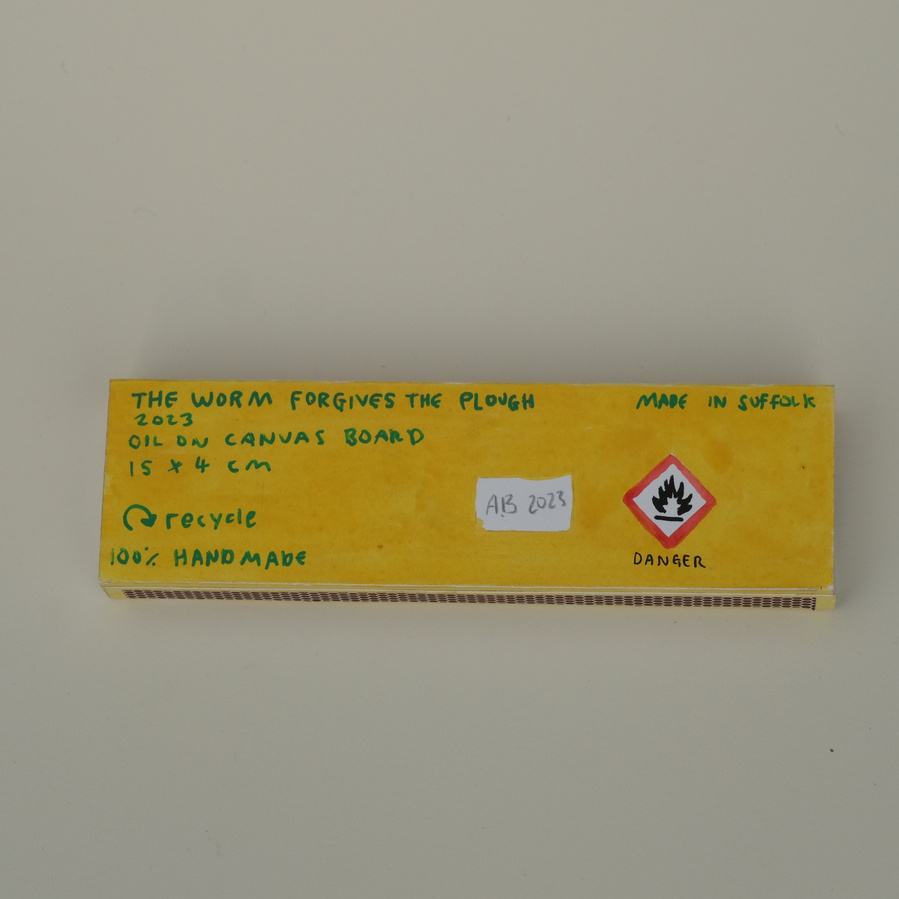 THE WORM FORGIVES THE PLOUGH
2023
OIL ON CANVAS BOARD
15 x 4 CM
recycle
100% HANDMADE
AB 2023
MADE IN SUFFOLK
DANGER